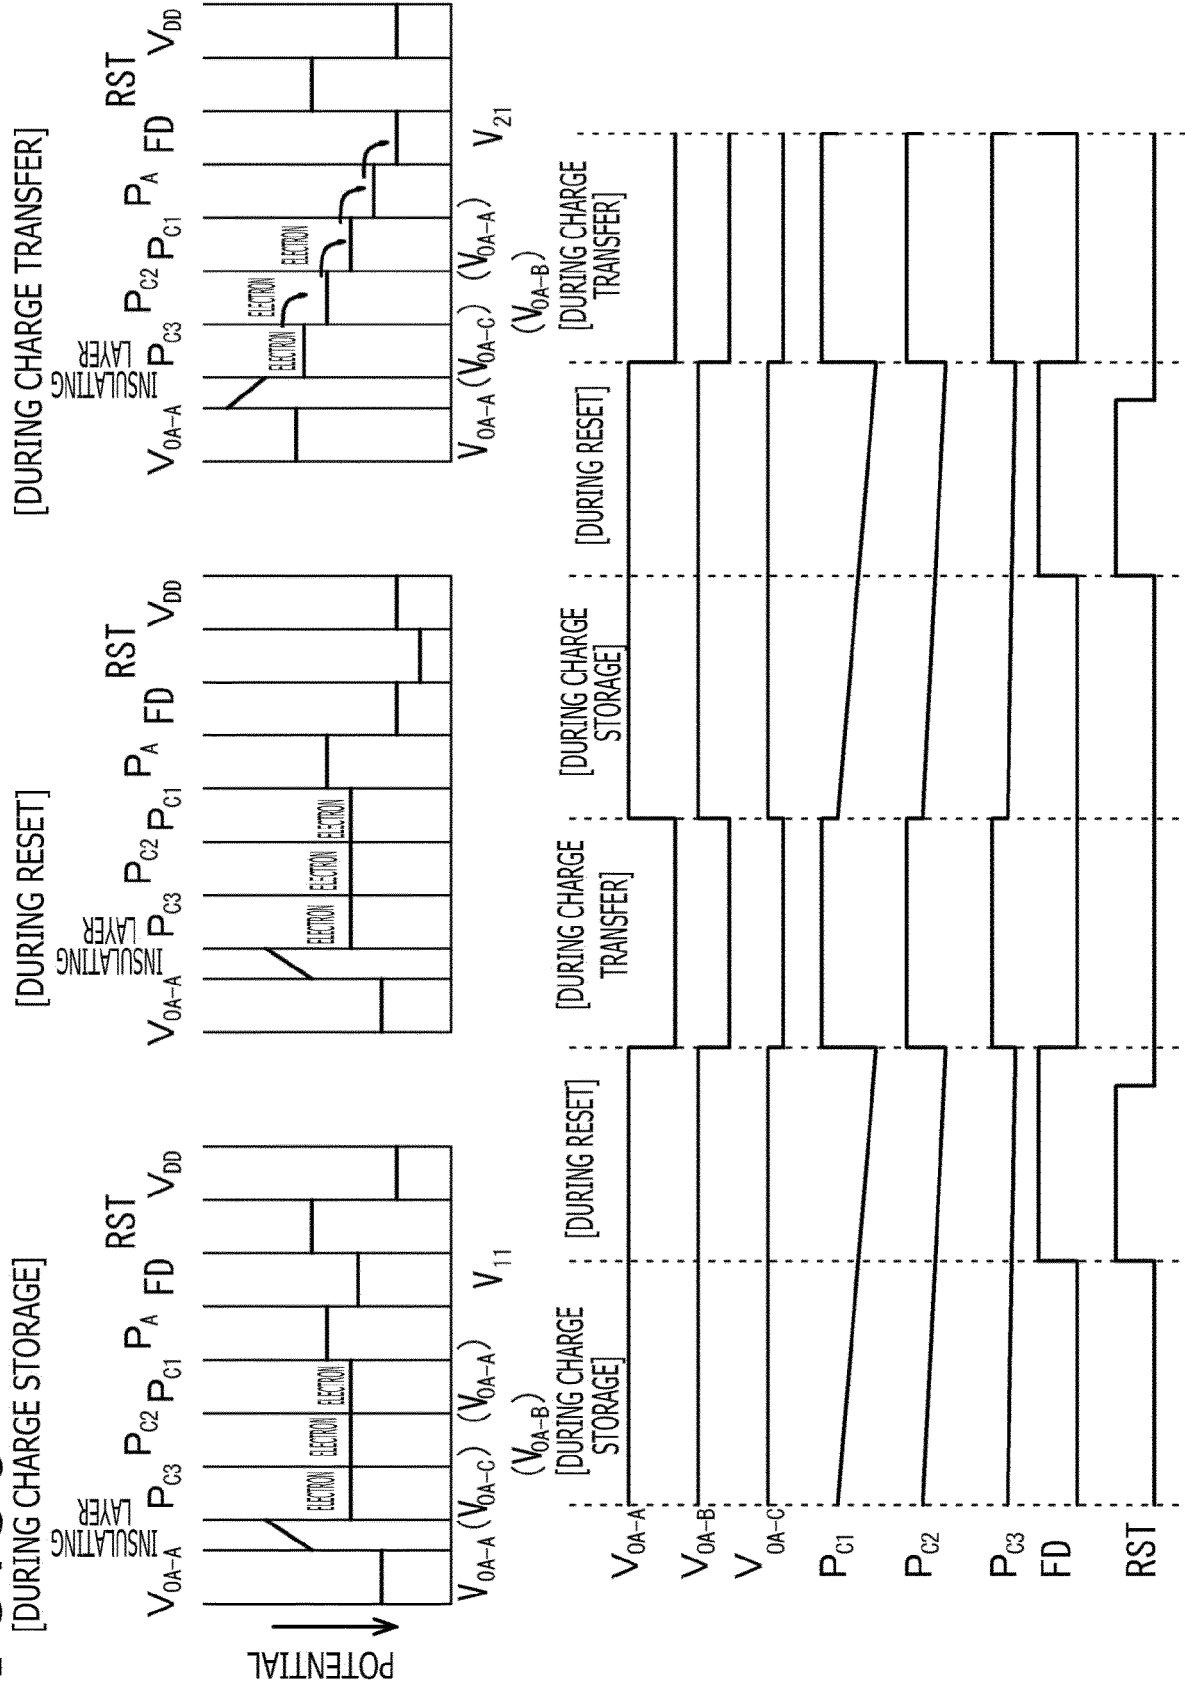 [DURING CHARGE STORAGE]
V0A-A
INSULATING
LAYER
PC3
PC2
PC1
PA
FD
RST
VDD
POTENTIAL
ELECTRON
ELECTRON
ELECTRON
V0A-A
(V0A-C)
(V0A-B)
(V0A-A)
V11
[DURING RESET]
V0A-A
INSULATING
LAYER
PC3
PC2
PC1
PA
FD
RST
VDD
ELECTRON
ELECTRON
ELECTRON
[DURING CHARGE TRANSFER]
V0A-A
INSULATING
LAYER
PC3
PC2
PC1
PA
FD
RST
VDD
ELECTRON
ELECTRON
ELECTRON
V0A-A
(V0A-C)
(V0A-B)
(V0A-A)
V21
[DURING CHARGE
STORAGE]
[DURING RESET]
[DURING CHARGE
TRANSFER]
[DURING CHARGE
STORAGE]
[DURING RESET]
[DURING CHARGE
TRANSFER]
V0A-A
V0A-B
V0A-C
PC1
PC2
PC3
FD
RST